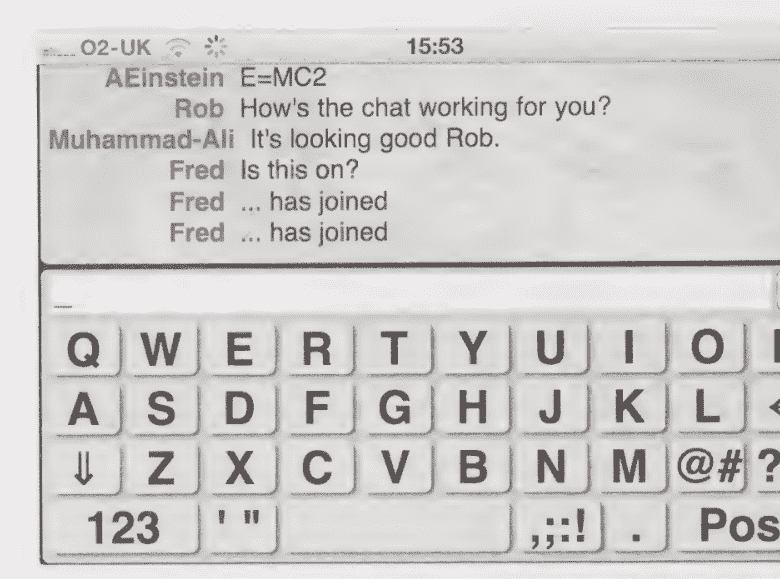 O2-UK 15:53
AEinstein E=MC2
Rob How's the chat working for you?
Muhammad-Ali It's looking good Rob.
Fred Is this on?
Fred ... has joined
Fred ... has joined
_
Q W E R T Y U I O
A S D F G H J K L
⇓ Z X C V B N M @# ?
123 ' " ,;:! . Pos